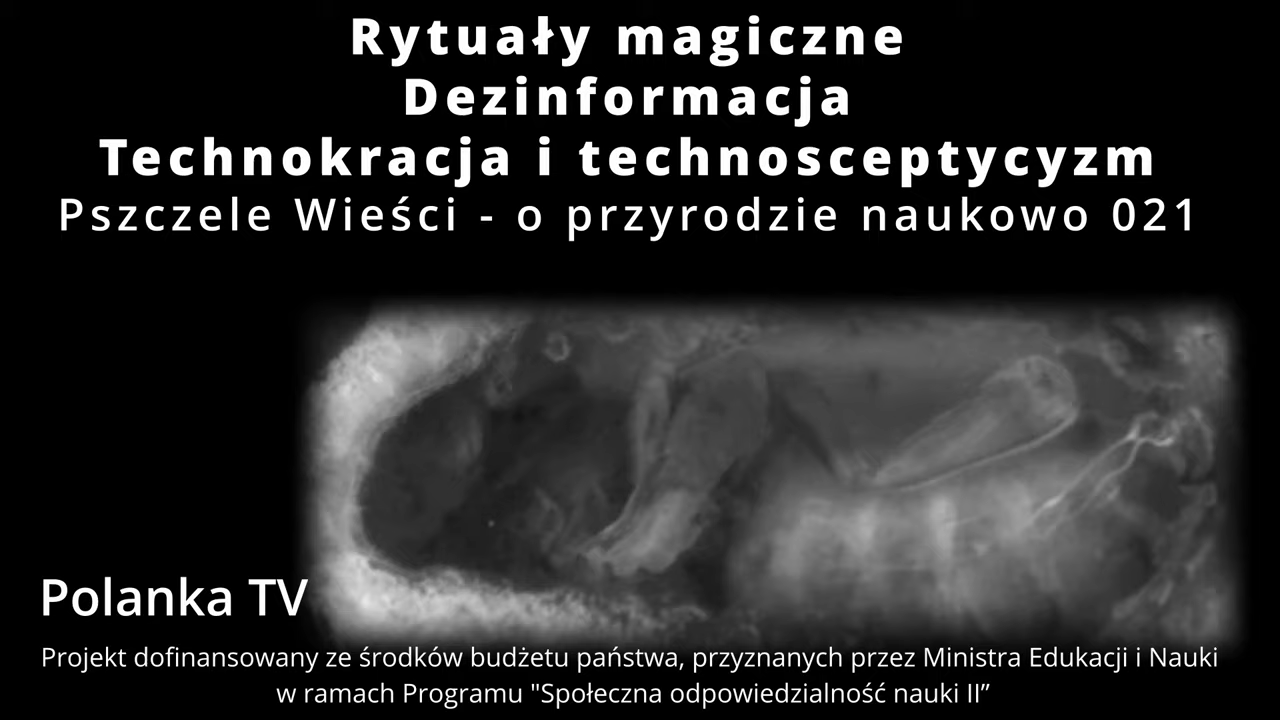 Rytuały magiczne
Dezinformacja
Technokracja i technosceptycyzm
Pszczele Wieści - o przyrodzie naukowo 021
Polanka TV
Projekt dofinansowany ze środków budżetu państwa, przyznanych przez Ministra Edukacji i Nauki
w ramach Programu "Społeczna odpowiedzialność nauki II”